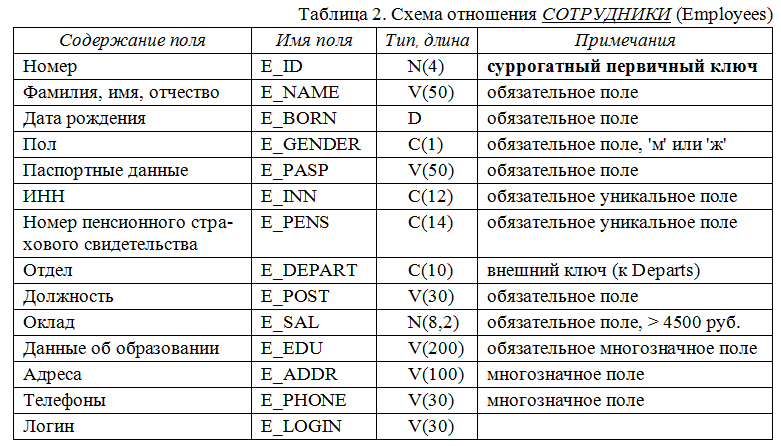 Таблица 2. Схема отношения СОТРУДНИКИ (Employees)
Содержание поля Имя поля Тип, длина Примечания
Номер E_ID N(4) суррогатный первичный ключ
Фамилия, имя, отчество E_NAME V(50) обязательное поле
Дата рождения E_BORN D обязательное поле
Пол E_GENDER C(1) обязательное поле, 'м' или 'ж'
Паспортные данные E_PASP V(50) обязательное поле
ИНН E_INN C(12) обязательное уникальное поле
Номер пенсионного стра-
хового свидетельства E_PENS C(14) обязательное уникальное поле
Отдел E_DEPART C(10) внешний ключ (к Departs)
Должность E_POST V(30) обязательное поле
Оклад E_SAL N(8,2) обязательное поле, > 4500 руб.
Данные об образовании E_EDU V(200) обязательное многозначное поле
Адреса E_ADDR V(100) многозначное поле
Телефоны E_PHONE V(30) многозначное поле
Логин E_LOGIN V(30)